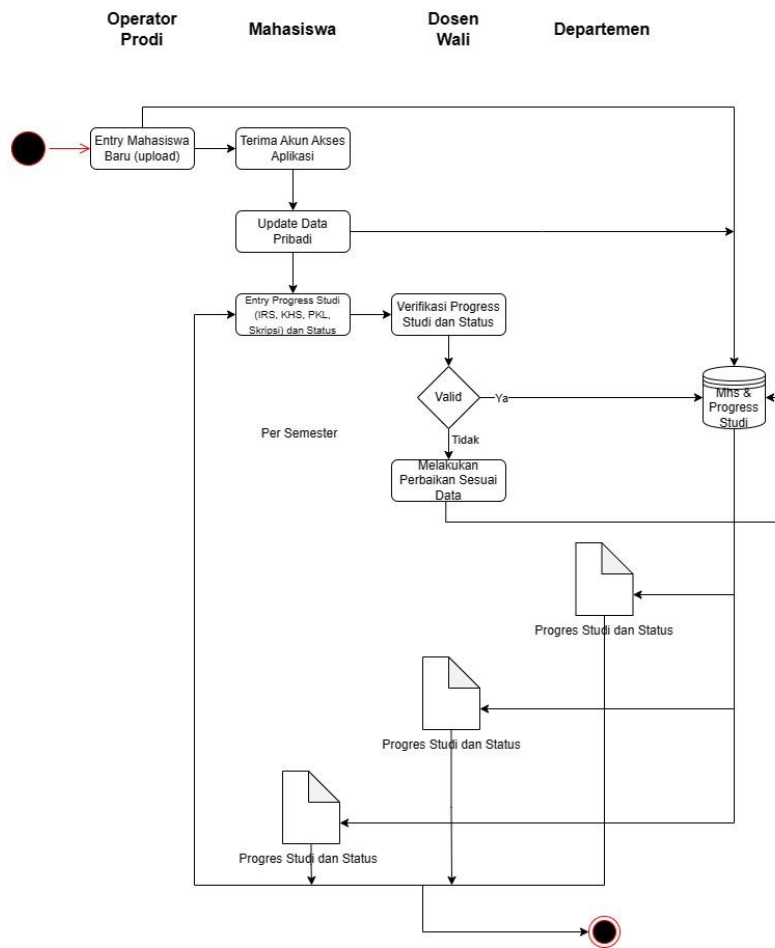 Operator
Prodi
Mahasiswa
Dosen
Wali
Departemen
Entry Mahasiswa
Baru (upload)
Terima Akun Akses
Aplikasi
Update Data
Pribadi
Entry Progress Studi
(IRS, KHS, PKL,
Skripsi) dan Status
Verifikasi Progress
Studi dan Status
Valid
Ya
Mhs &
Progress
Studi
Per Semester
Tidak
Melakukan
Perbaikan Sesuai
Data
Progres Studi dan Status
Progres Studi dan Status
Progres Studi dan Status